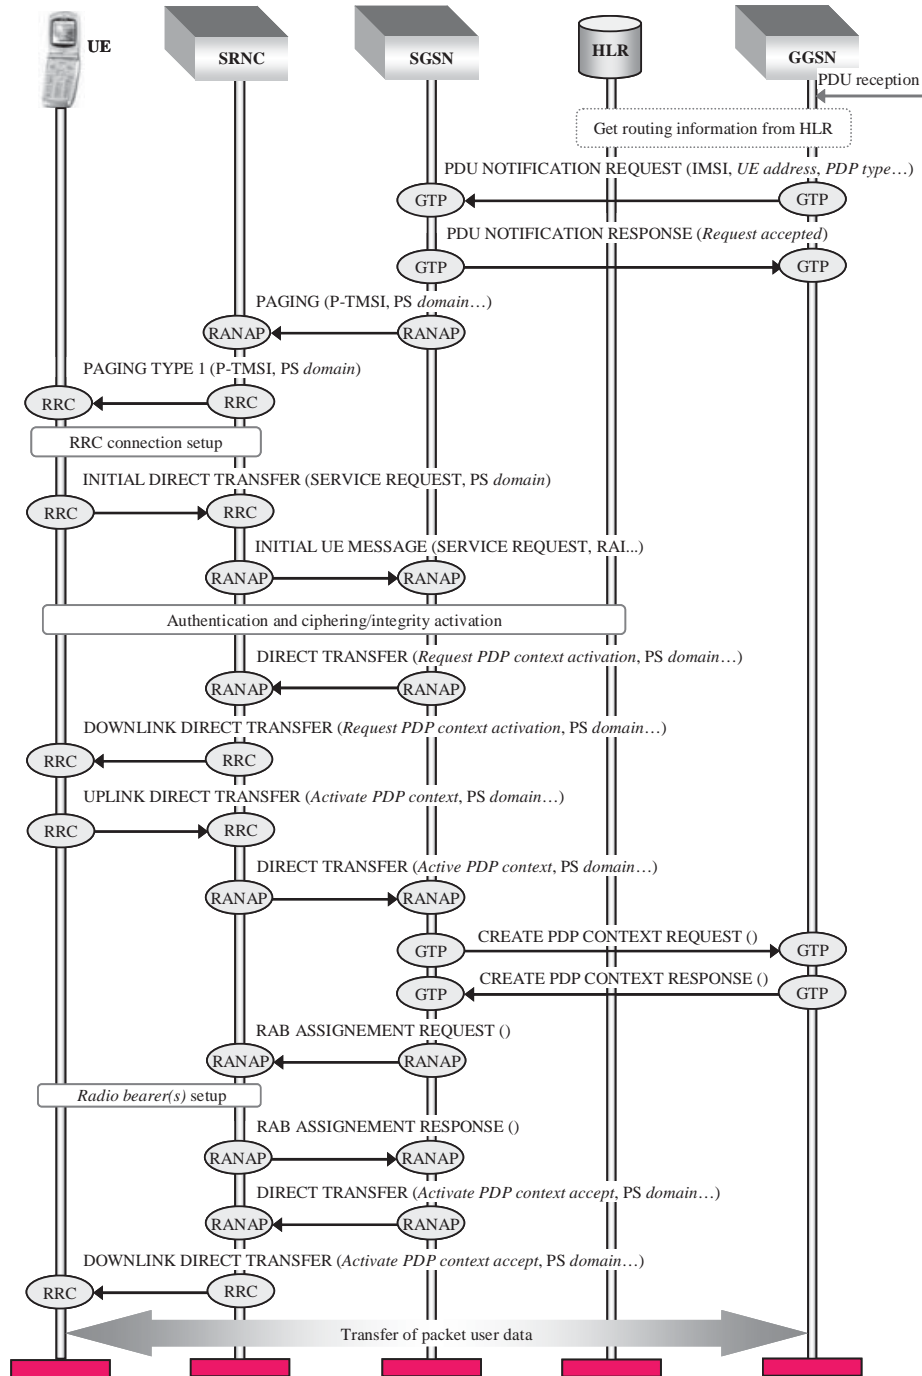 UE
SRNC
SGSN
HLR
GGSN
PDU reception
Get routing information from HLR
PDU NOTIFICATION REQUEST (IMSI, UE address, PDP type…)
GTP
GTP
PDU NOTIFICATION RESPONSE (Request accepted)
GTP
GTP
PAGING (P-TMSI, PS domain…)
RANAP
RANAP
PAGING TYPE 1 (P-TMSI, PS domain)
RRC
RRC
RRC connection setup
INITIAL DIRECT TRANSFER (SERVICE REQUEST, PS domain)
RRC
RRC
INITIAL UE MESSAGE (SERVICE REQUEST, RAI...)
RANAP
RANAP
Authentication and ciphering/integrity activation
DIRECT TRANSFER (Request PDP context activation, PS domain…)
RANAP
RANAP
DOWNLINK DIRECT TRANSFER (Request PDP context activation, PS domain…)
RRC
RRC
UPLINK DIRECT TRANSFER (Activate PDP context, PS domain…)
RRC
RRC
DIRECT TRANSFER (Active PDP context, PS domain…)
RANAP
RANAP
CREATE PDP CONTEXT REQUEST ()
GTP
GTP
CREATE PDP CONTEXT RESPONSE ()
GTP
GTP
RAB ASSIGNEMENT REQUEST ()
RANAP
RANAP
Radio bearer(s) setup
RAB ASSIGNEMENT RESPONSE ()
RANAP
RANAP
DIRECT TRANSFER (Activate PDP context accept, PS domain…)
RANAP
RANAP
DOWNLINK DIRECT TRANSFER (Activate PDP context accept, PS domain…)
RRC
RRC
Transfer of packet user data